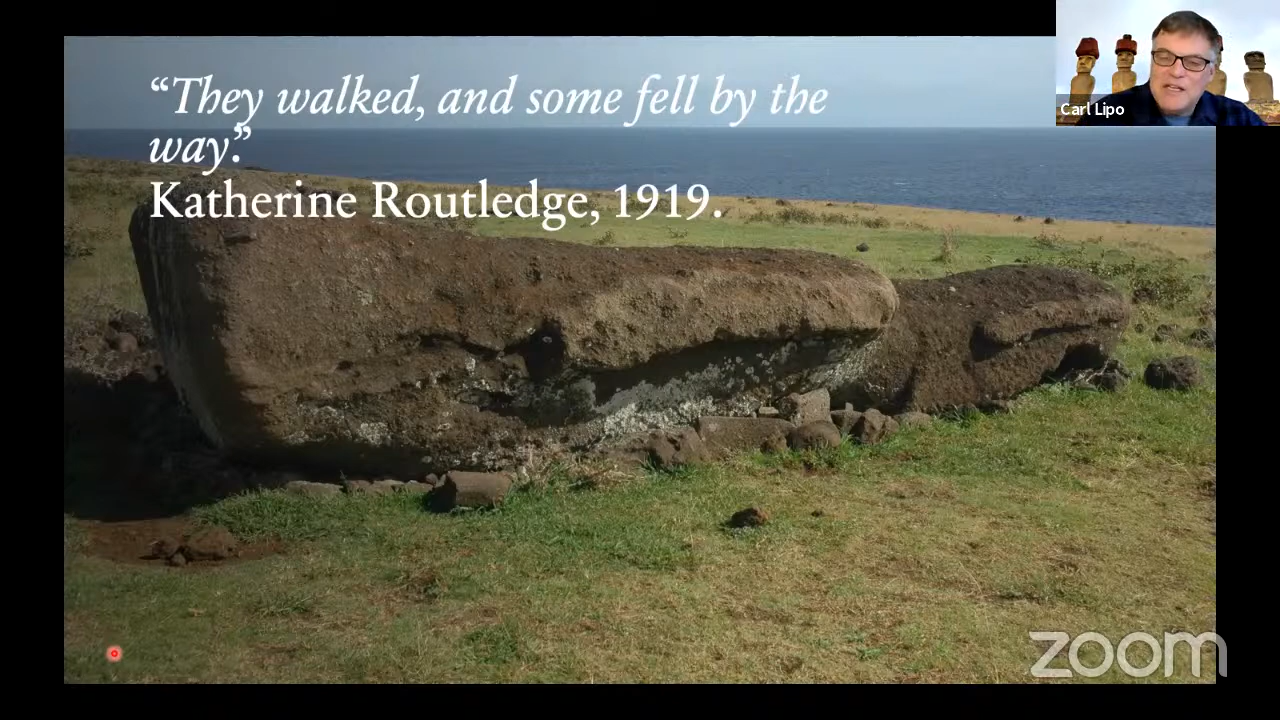 “They walked, and some fell by the
way.”
Katherine Routledge, 1919.
Carl Lipo
zoom